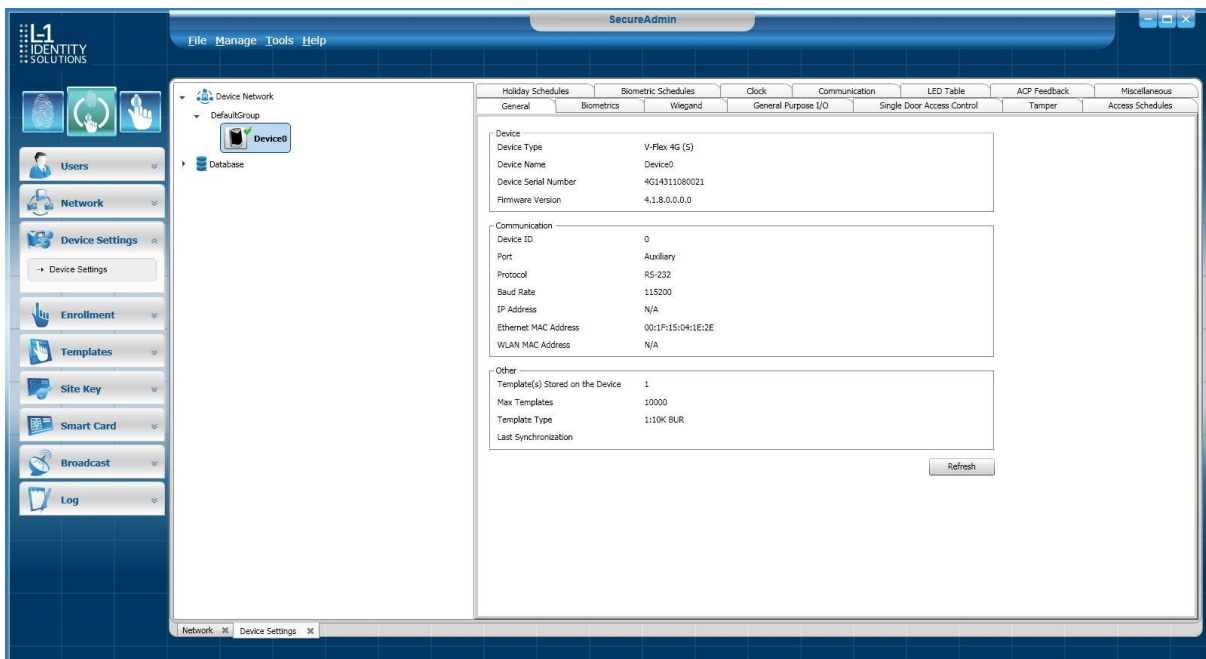 SecureAdmin
L-1
IDENTITY
SOLUTIONS
File Manage Tools Help
Users
Network
Device Settings
Device Settings
Enrollment
Templates
Site Key
Smart Card
Broadcast
Log
Device Network
DefaultGroup
Device0
Database
Holiday Schedules Biometric Schedules Clock Communication LED Table ACP Feedback Miscellaneous
General Biometrics Wiegand General Purpose I/O Single Door Access Control Tamper Access Schedules
Device
Device Type V-Flex 4G (S)
Device Name Device0
Device Serial Number 4G14311080021
Firmware Version 4.1.8.0.0.0.0
Communication
Device ID 0
Port Auxiliary
Protocol RS-232
Baud Rate 115200
IP Address N/A
Ethernet MAC Address 00:1F:15:04:1E:2E
WLAN MAC Address N/A
Other
Template(s) Stored on the Device 1
Max Templates 10000
Template Type 1:10K BUR
Last Synchronization
Refresh
Network Device Settings